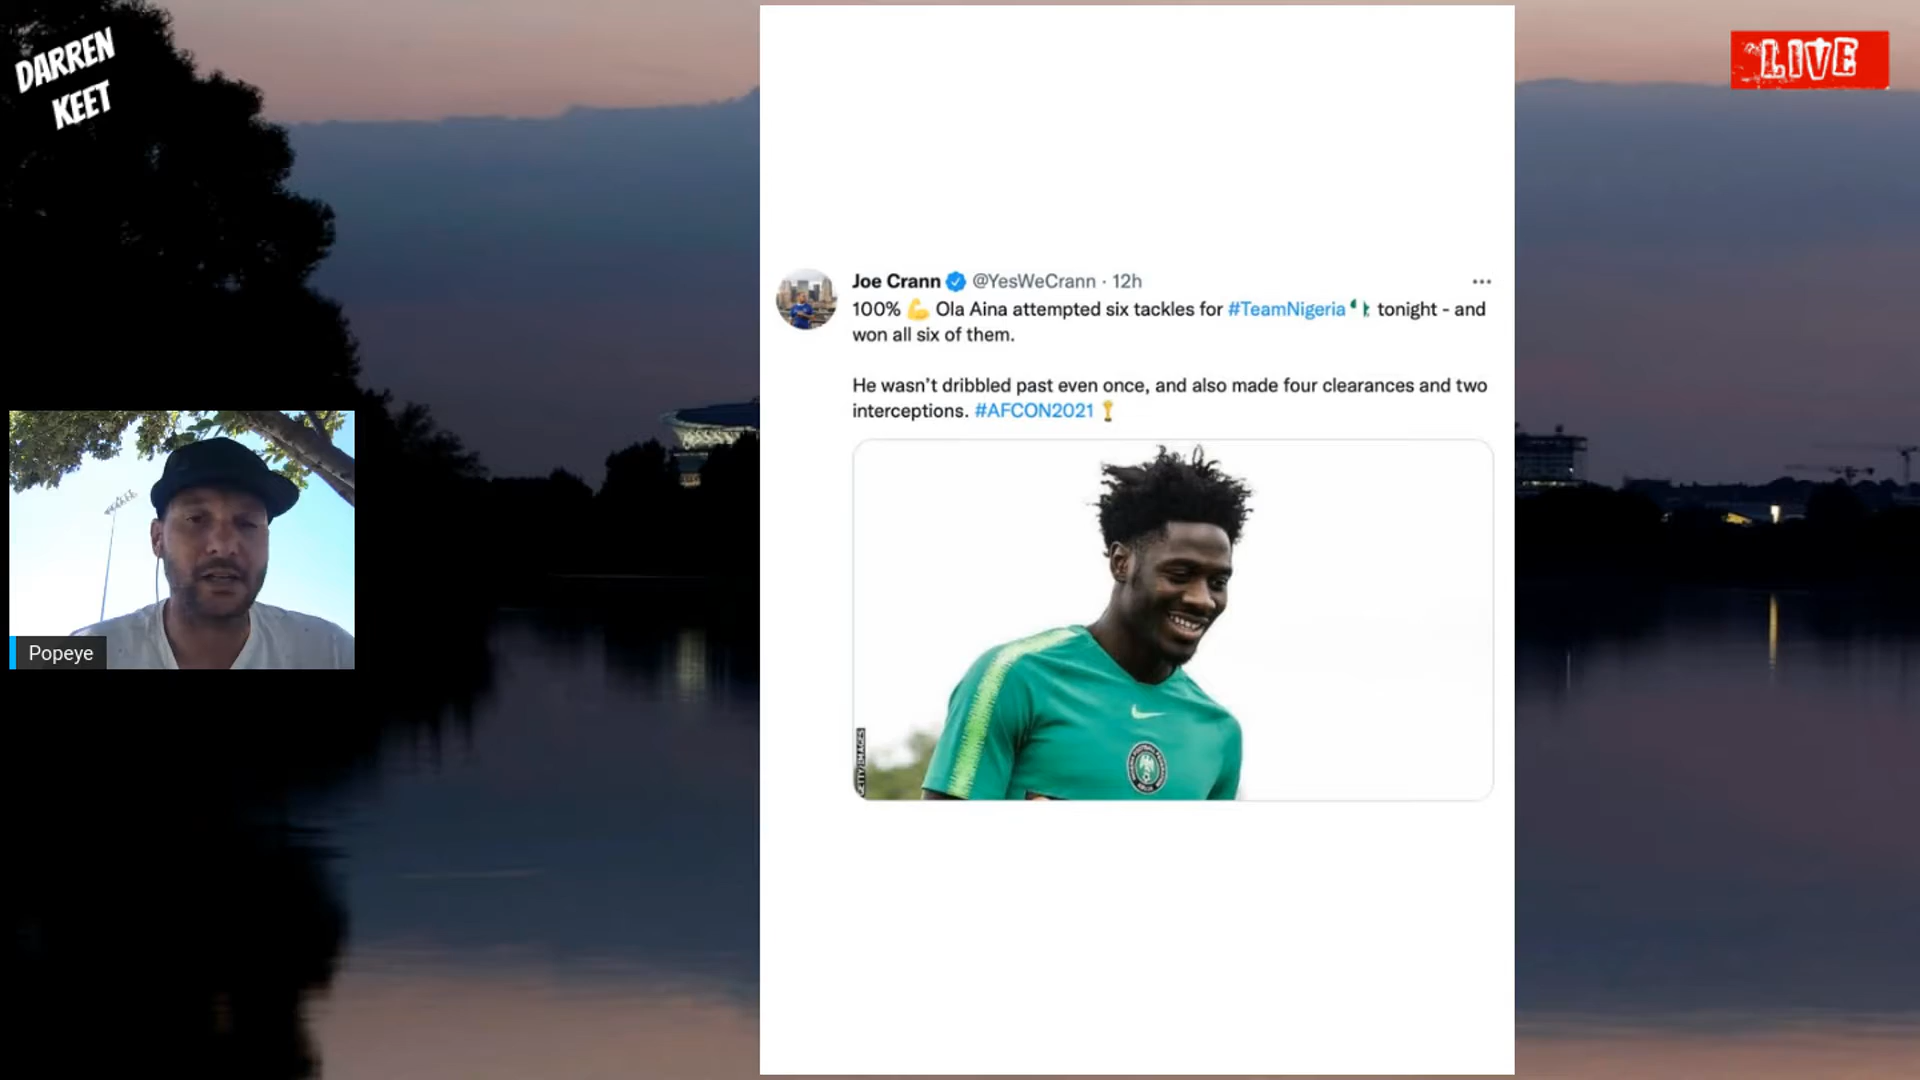 DARREN
KEET
LIVE
Joe Crann @YesWeCrann · 12h
100% 💪 Ola Aina attempted six tackles for #TeamNigeria tonight - and
won all six of them.
He wasn't dribbled past even once, and also made four clearances and two
interceptions. #AFCON2021 🏆
Popeye
GETTY IMAGES